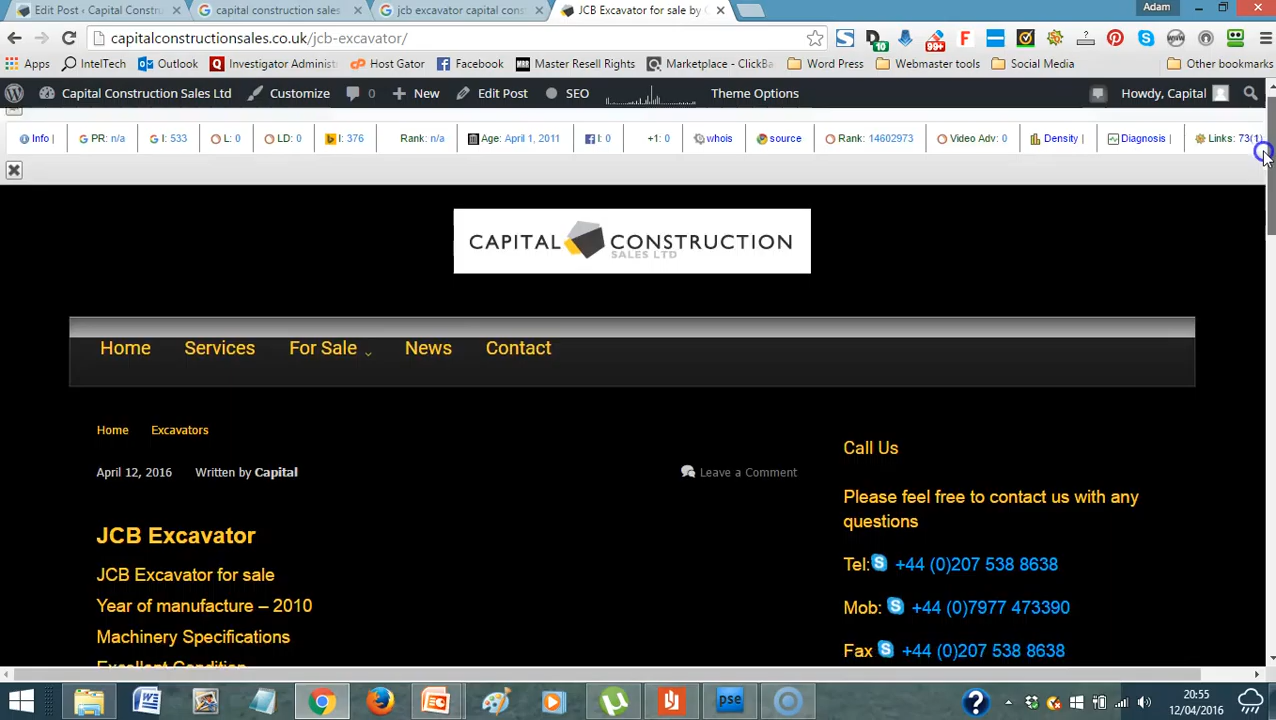 Edit Post ‹ Capital Constru
capital construction sales
jcb excavator capital cons
JCB Excavator for sale by C
Adam
capitalconstructionsales.co.uk/jcb-excavator/
10
99+
Apps
IntelTech
Outlook
Investigator Administ
Host Gator
Facebook
Master Resell Rights
Marketplace - ClickBa
Word Press
Webmaster tools
Social Media
Other bookmarks
Capital Construction Sales Ltd
Customize
0
New
Edit Post
SEO
Theme Options
Howdy, Capital
Info |
PR: n/a
I: 533
L: 0
LD: 0
I: 376
Rank: n/a
Age: April 1, 2011
I: 0
+1: 0
whois
source
Rank: 14602973
Video Adv: 0
Density |
Diagnosis |
Links: 73(1)
CAPITAL CONSTRUCTION
SALES LTD
Home
Services
For Sale
News
Contact
Home
Excavators
April 12, 2016
Written by Capital
Leave a Comment
JCB Excavator
JCB Excavator for sale
Year of manufacture – 2010
Machinery Specifications
Excellent Condition
Call Us
Please feel free to contact us with any
questions
Tel: +44 (0)207 538 8638
Mob: +44 (0)7977 473390
Fax +44 (0)207 538 8638
pse
20:55
12/04/2016